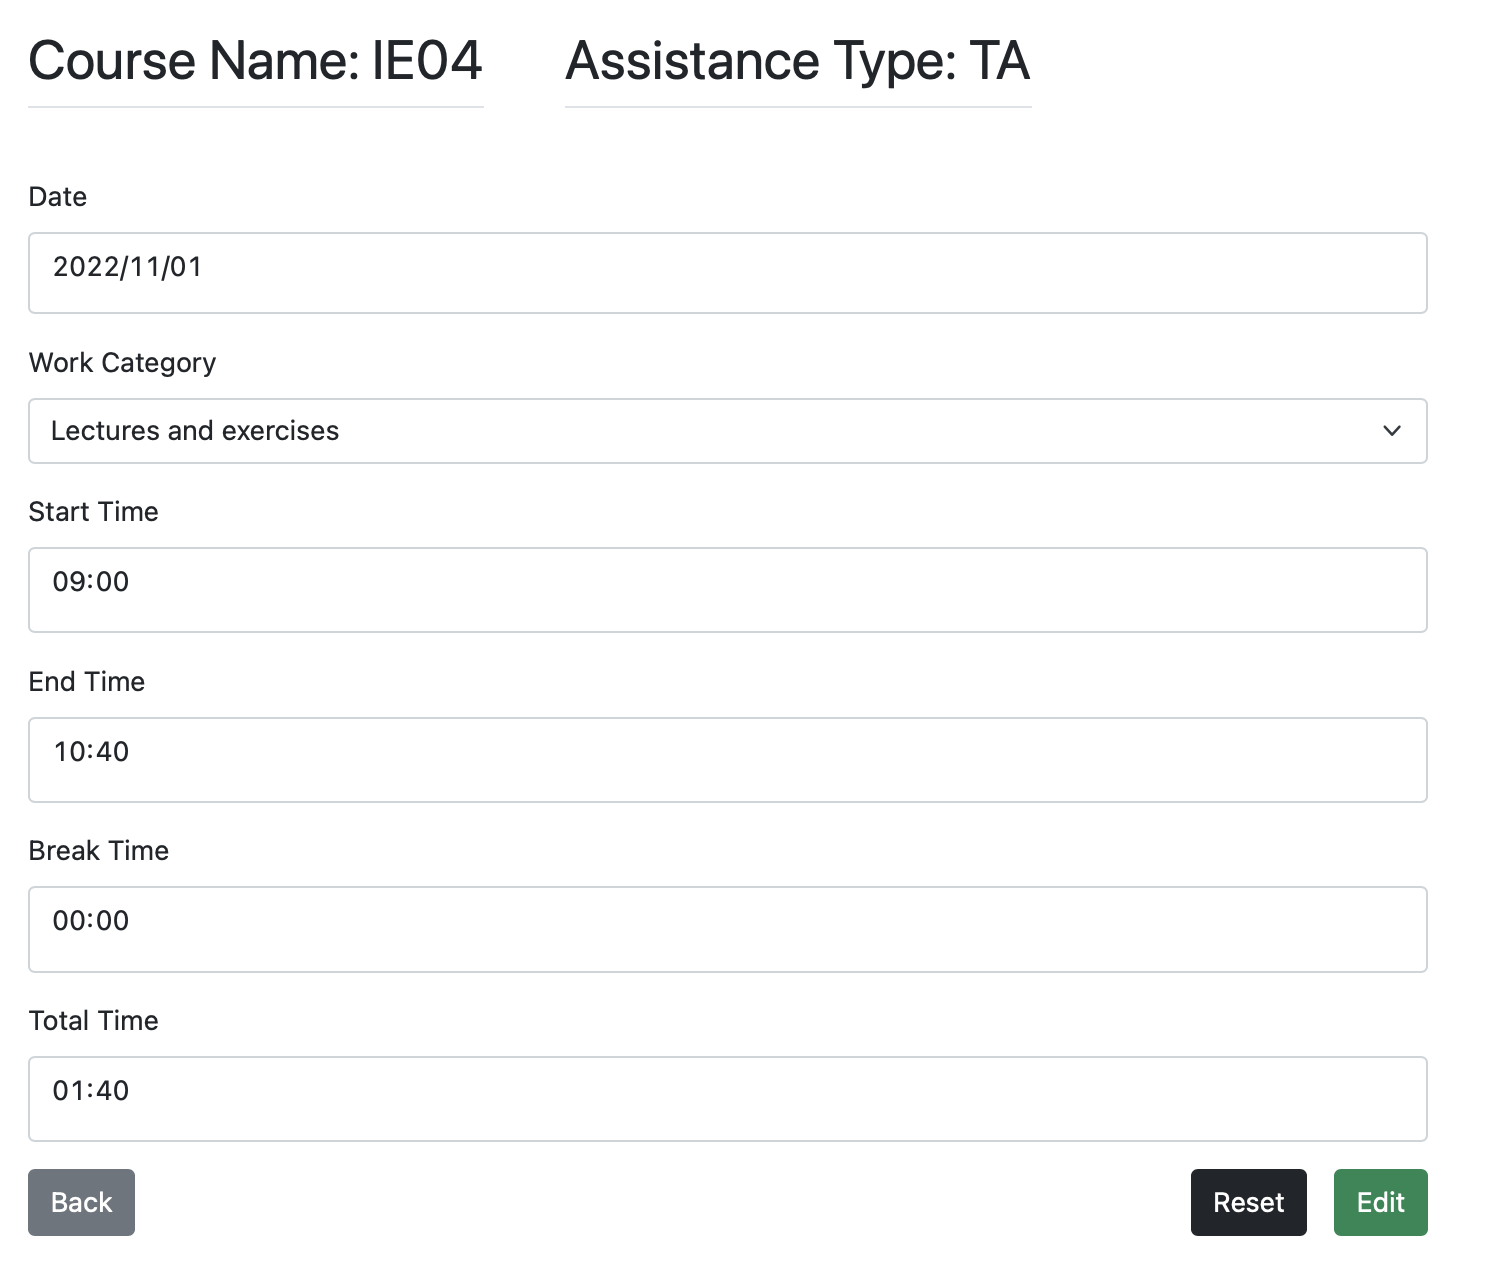 Course Name: IE04 Assistance Type: TA
Date
2022/11/01
Work Category
Lectures and exercises
Start Time
09:00
End Time
10:40
Break Time
00:00
Total Time
01:40
Back Reset Edit